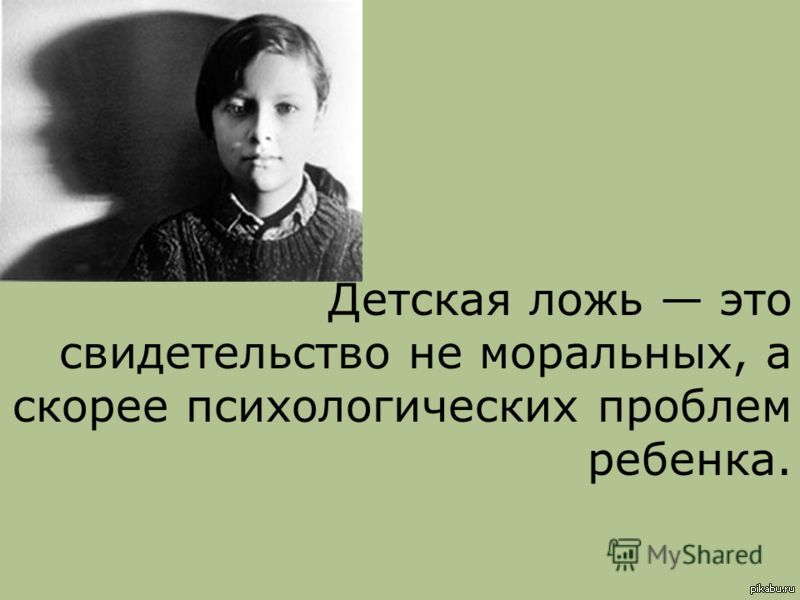 Детская ложь — это
свидетельство не моральных, а
скорее психологических проблем
ребенка.
MyShared
pikabu.ru